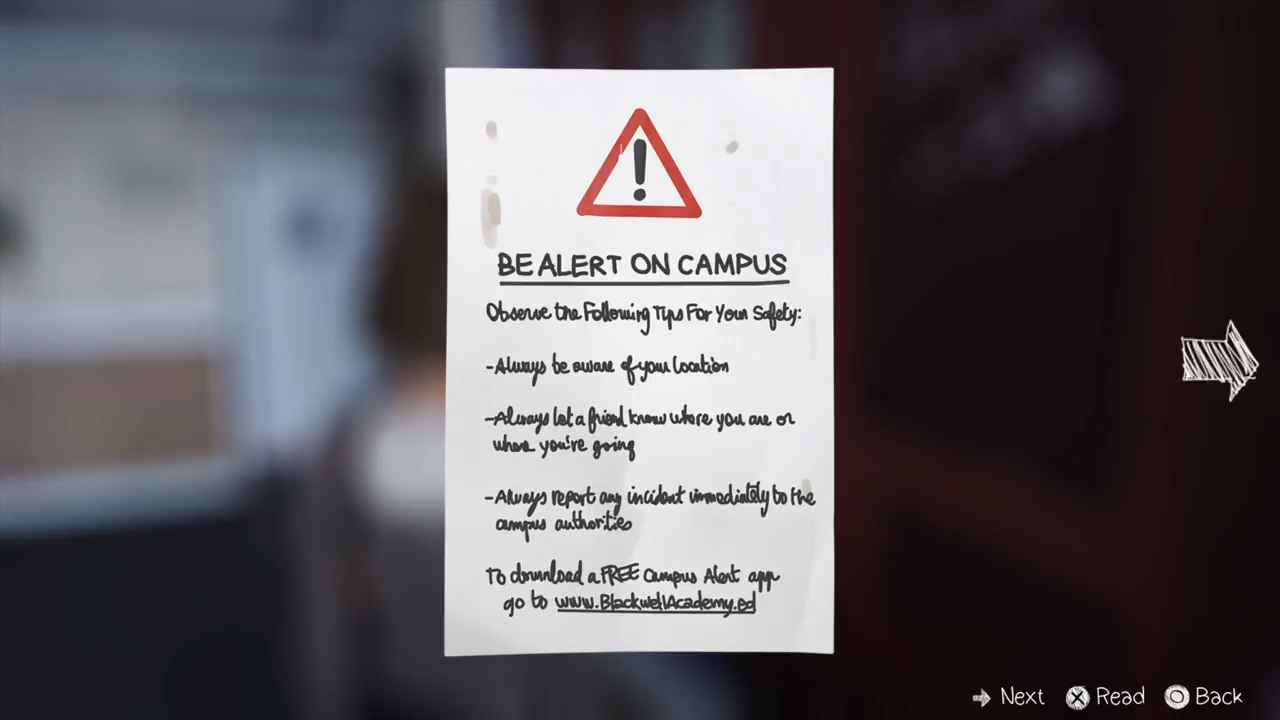 !
BE ALERT ON CAMPUS
Observe the Following Tips For Your Safety:
-Always be aware of your location
-Always let a friend know where you are or
where you're going
-Always report any incident immediately to the
campus authorities
To download a FREE Campus Alert app
go to www.BlackwellAcademy.ed
Next Read Back